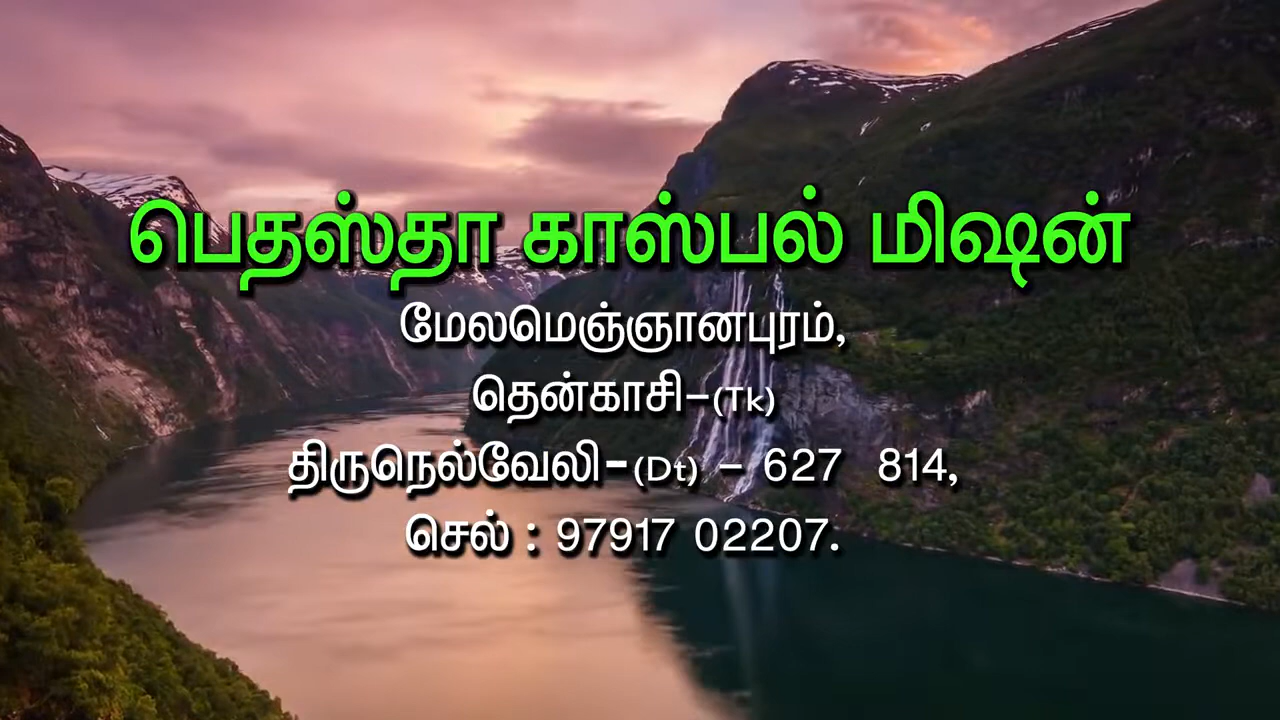 பெதஸ்தா காஸ்பல் மிஷன்
மேலமெஞ்ஞானபுரம்,
தென்காசி-(Tk)
திருநெல்வேலி-(Dt) - 627 814,
செல் : 97917 02207.